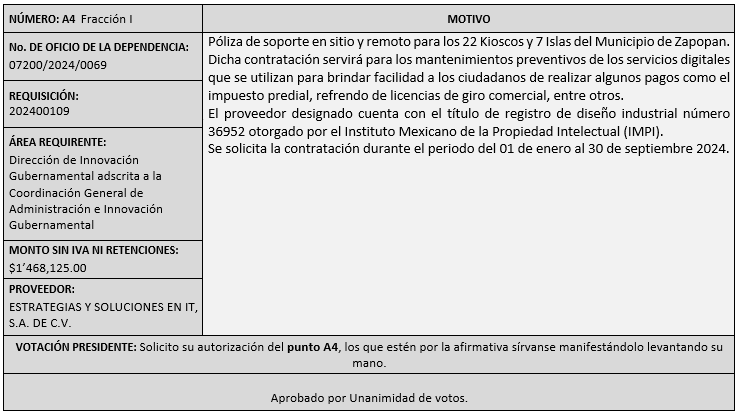 NÚMERO: A4 Fracción I
MOTIVO
No. DE OFICIO DE LA DEPENDENCIA:
07200/2024/0069
REQUISICIÓN:
202400109
ÁREA REQUIRENTE:
Dirección de Innovación
Gubernamental adscrita a la
Coordinación General de
Administración e Innovación
Gubernamental
MONTO SIN IVA NI RETENCIONES:
$1’468,125.00
PROVEEDOR:
ESTRATEGIAS Y SOLUCIONES EN IT,
S.A. DE C.V.
Póliza de soporte en sitio y remoto para los 22 Kioscos y 7 Islas del Municipio de Zapopan.
Dicha contratación servirá para los mantenimientos preventivos de los servicios digitales
que se utilizan para brindar facilidad a los ciudadanos de realizar algunos pagos como el
impuesto predial, refrendo de licencias de giro comercial, entre otros.
El proveedor designado cuenta con el título de registro de diseño industrial número
36952 otorgado por el Instituto Mexicano de la Propiedad Intelectual (IMPI).
Se solicita la contratación durante el periodo del 01 de enero al 30 de septiembre 2024.
VOTACIÓN PRESIDENTE: Solicito su autorización del punto A4, los que estén por la afirmativa sírvanse manifestándolo levantando su
mano.
Aprobado por Unanimidad de votos.